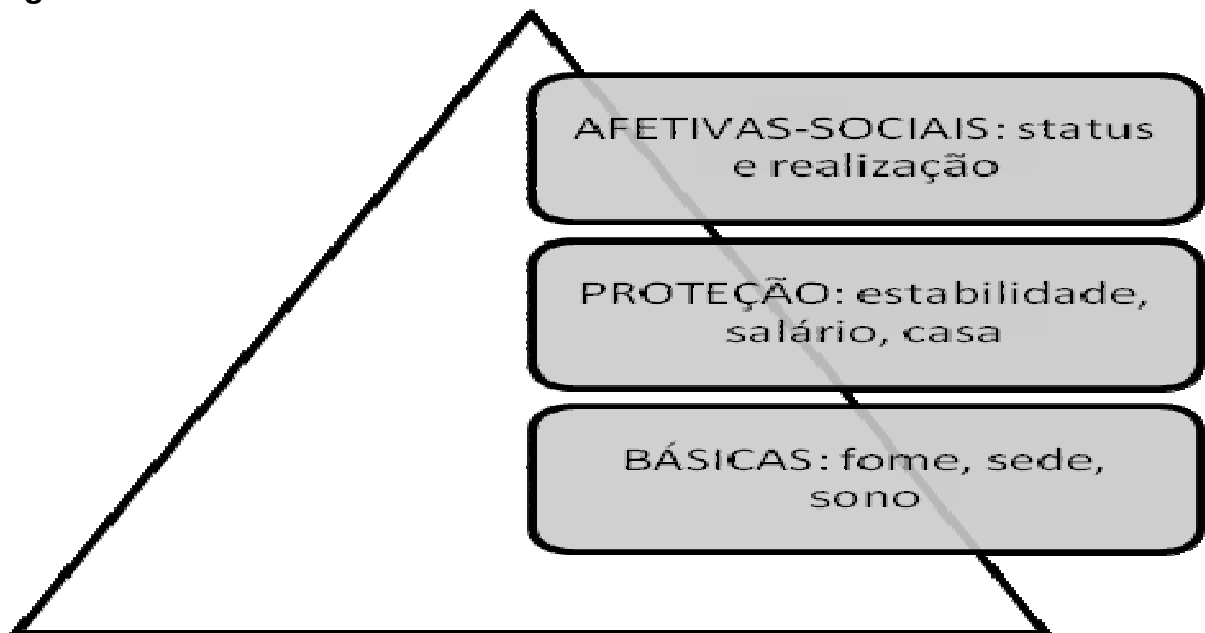 AFETIVAS-SOCIAIS: status
e realização
PROTEÇÃO: estabilidade,
salário, casa
BÁSICAS: fome, sede,
sono